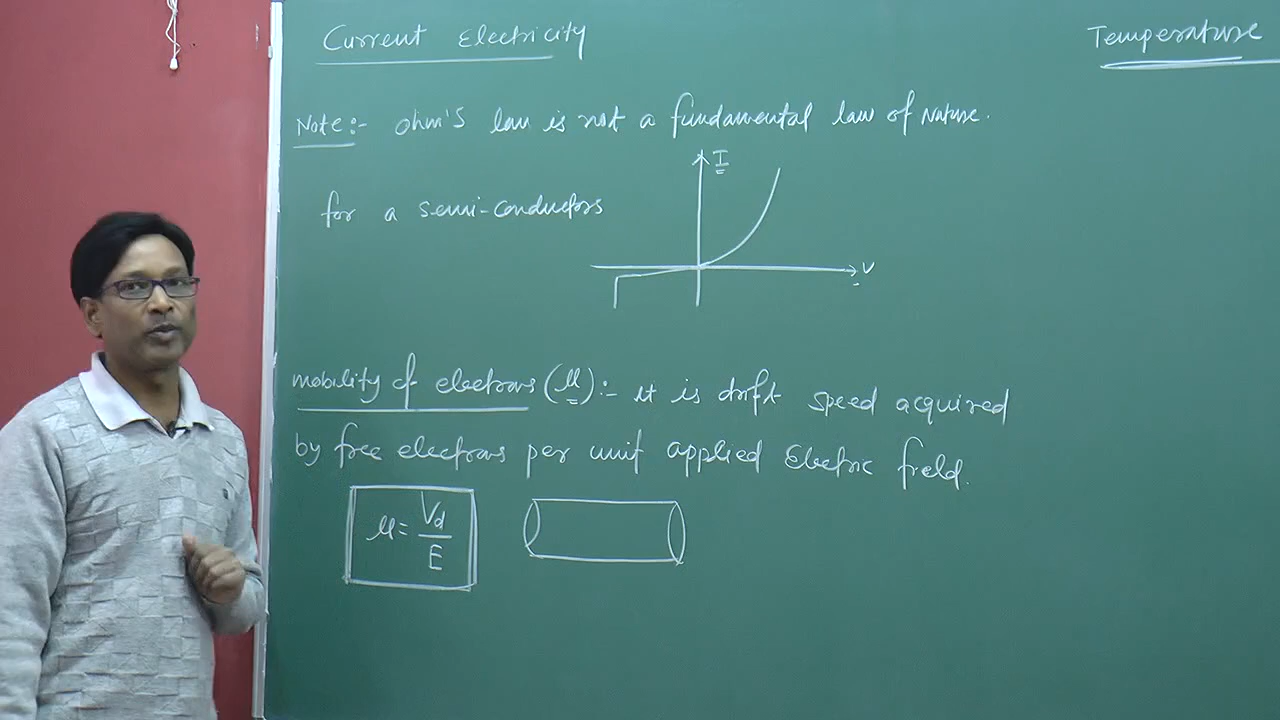 Current Electricity
Temperature
Note:- Ohm's law is not a fundamental law of Nature.
I
for a semi-conductors
V
mobility of electrons (μ):- it is drift speed acquired
by free electrons per unit applied Electric field.
μ = Vd/E